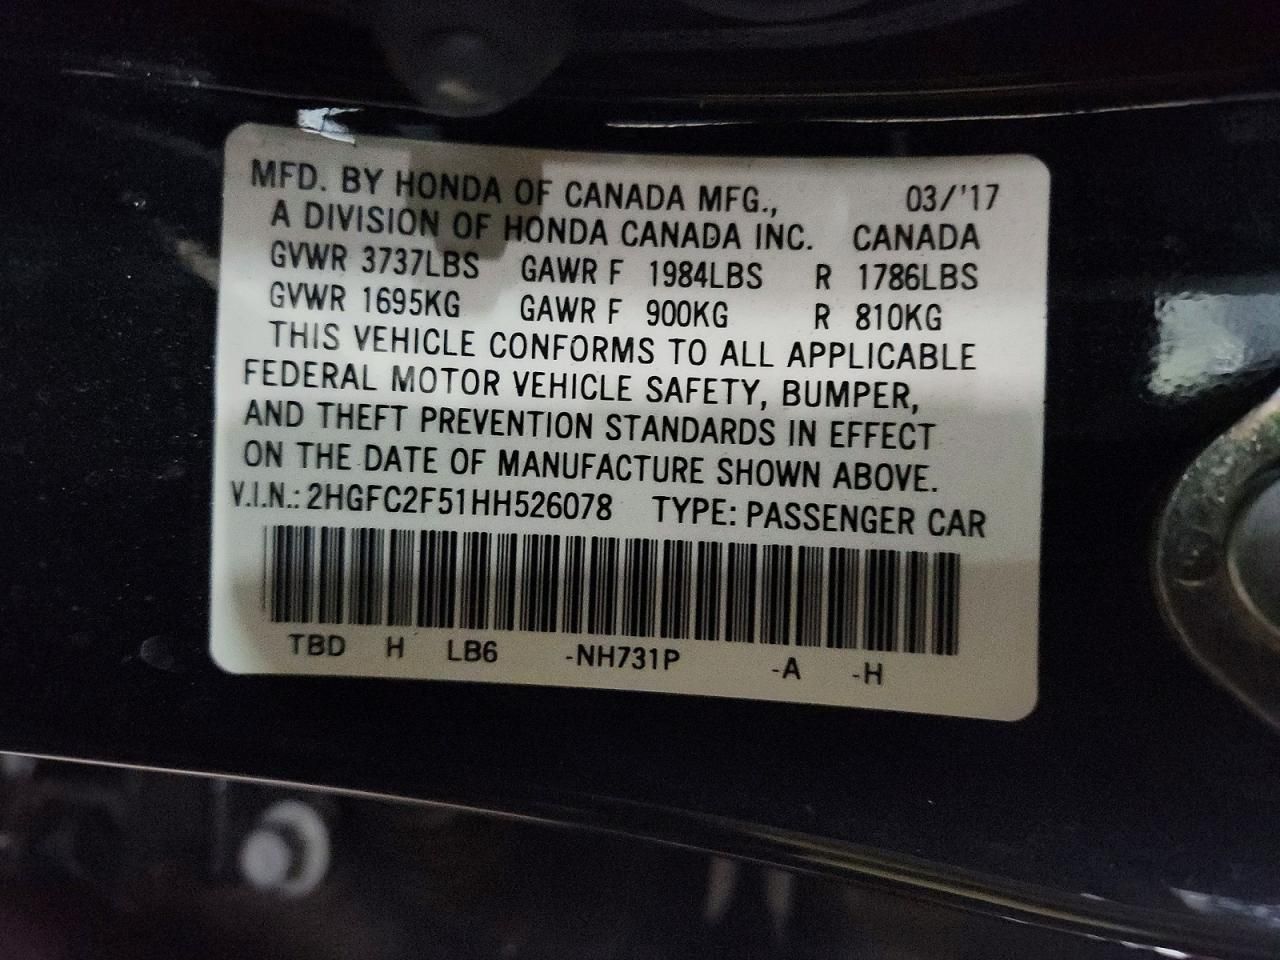 MFD. BY HONDA OF CANADA MFG., 03/'17
A DIVISION OF HONDA CANADA INC. CANADA
GVWR 3737LBS GAWR F 1984LBS R 1786LBS
GVWR 1695KG GAWR F 900KG R 810KG
THIS VEHICLE CONFORMS TO ALL APPLICABLE
FEDERAL MOTOR VEHICLE SAFETY, BUMPER,
AND THEFT PREVENTION STANDARDS IN EFFECT
ON THE DATE OF MANUFACTURE SHOWN ABOVE.
V.I.N.: 2HGFC2F51HH526078 TYPE: PASSENGER CAR
TBD H LB6 -NH731P -A -H